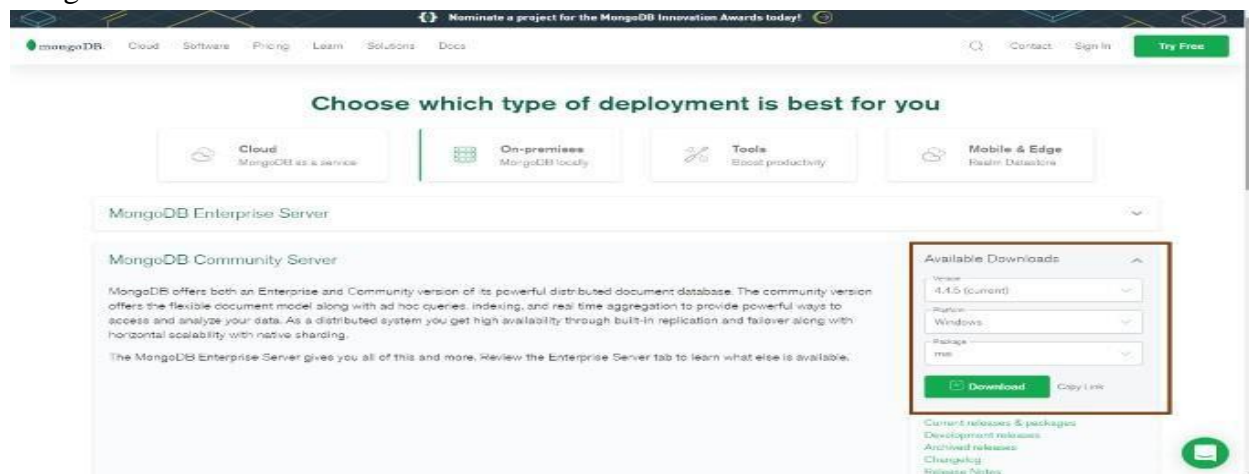 Nominate a project for the MongoDB Innovation Awards today!
mongoDB. Cloud Software Pricing Learn Solutions Docs Contact Sign In Try Free
Choose which type of deployment is best for you
Cloud
MongoDB as a service
On-premises
MongoDB locally
Tools
Boost productivity
Mobile & Edge
Realm Datastore
MongoDB Enterprise Server
MongoDB Community Server
MongoDB offers both an Enterprise and Community version of its powerful distributed document database. The community version
offers the flexible document model along with ad hoc queries, indexing, and real time aggregation to provide powerful ways to
access and analyze your data. As a distributed system you get high availability through built-in replication and failover along with
horizontal scalability with native sharding.
The MongoDB Enterprise Server gives you all of this and more. Review the Enterprise Server tab to learn what else is available.
Available Downloads
Version
4.4.5 (current)
Platform
Windows
Package
msi
Download Copy Link
Current releases & packages
Development releases
Archived releases
Changelog
Release Notes